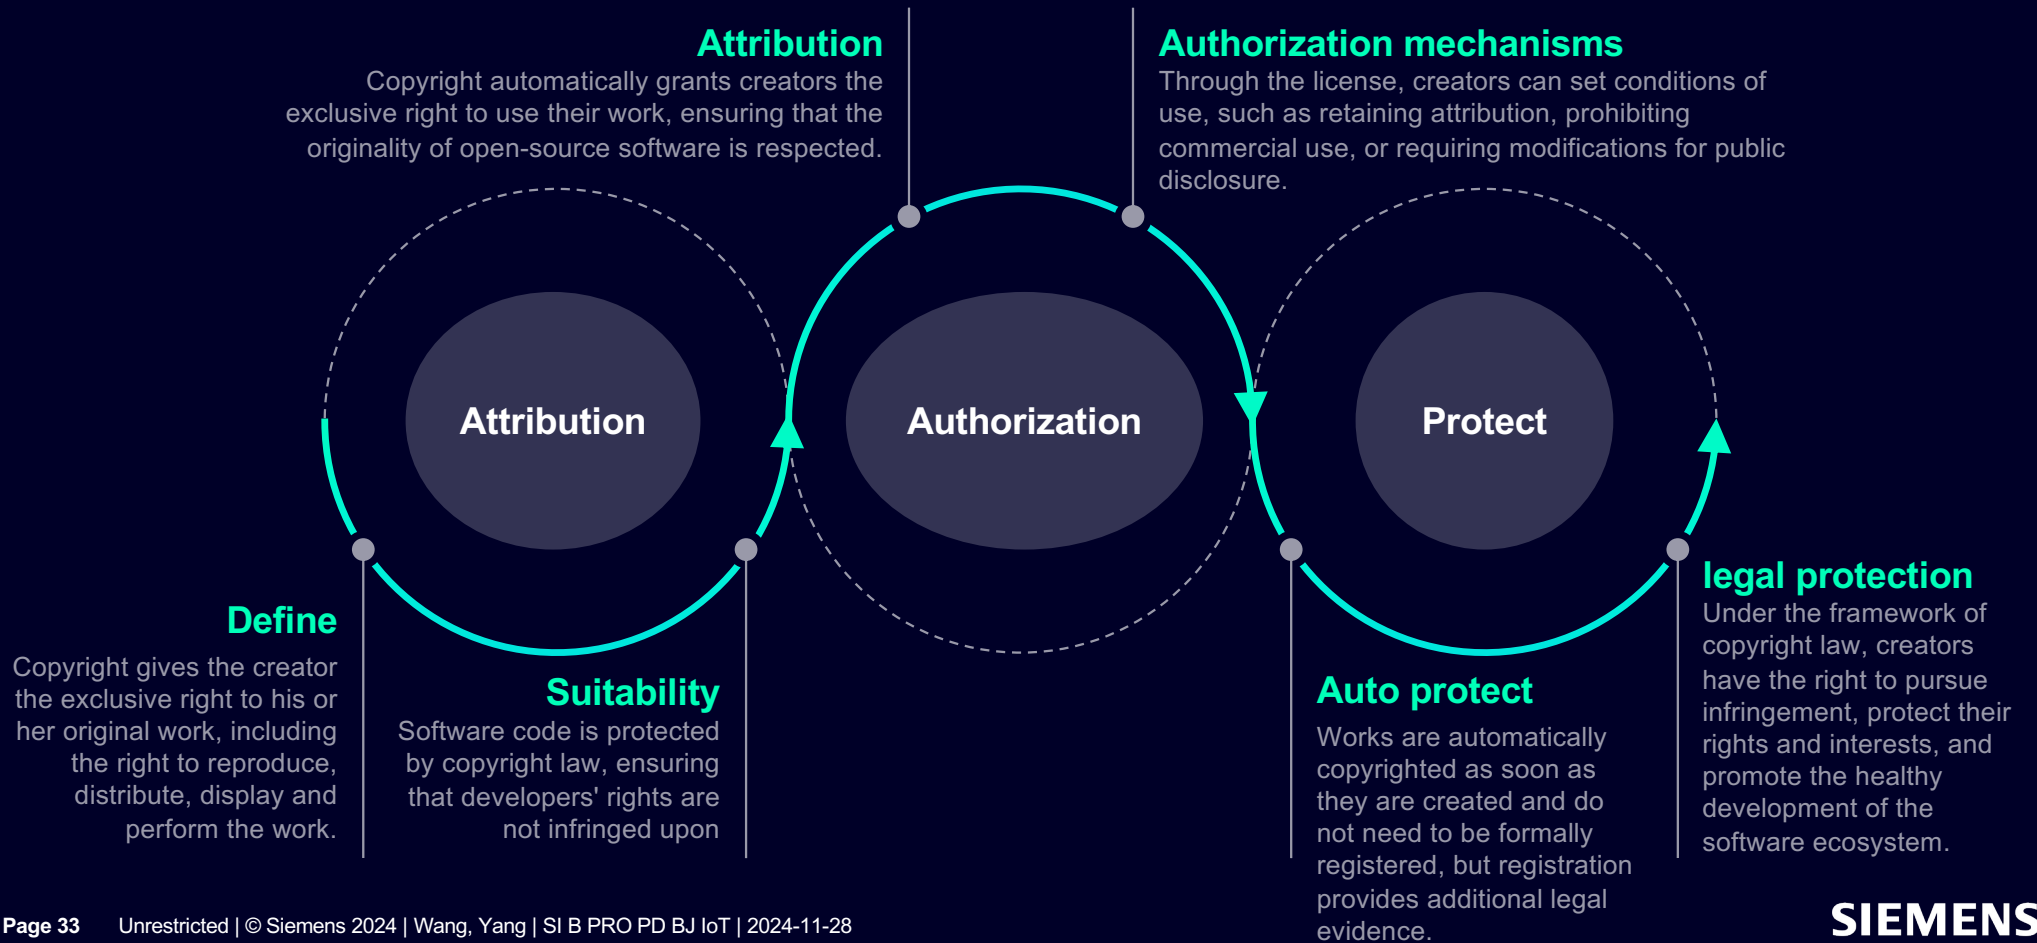 Attribution
Copyright automatically grants creators the
exclusive right to use their work, ensuring that the
originality of open-source software is respected.
Authorization mechanisms
Through the license, creators can set conditions of
use, such as retaining attribution, prohibiting
commercial use, or requiring modifications for public
disclosure.
Attribution
Authorization
Protect
Define
Copyright gives the creator
the exclusive right to his or
her original work, including
the right to reproduce,
distribute, display and
perform the work.
Suitability
Software code is protected
by copyright law, ensuring
that developers' rights are
not infringed upon
Auto protect
Works are automatically
copyrighted as soon as
they are created and do
not need to be formally
registered, but registration
provides additional legal
evidence.
legal protection
Under the framework of
copyright law, creators
have the right to pursue
infringement, protect their
rights and interests, and
promote the healthy
development of the
software ecosystem.
Page 33 Unrestricted | © Siemens 2024 | Wang, Yang | SI B PRO PD BJ IoT | 2024-11-28
SIEMENS